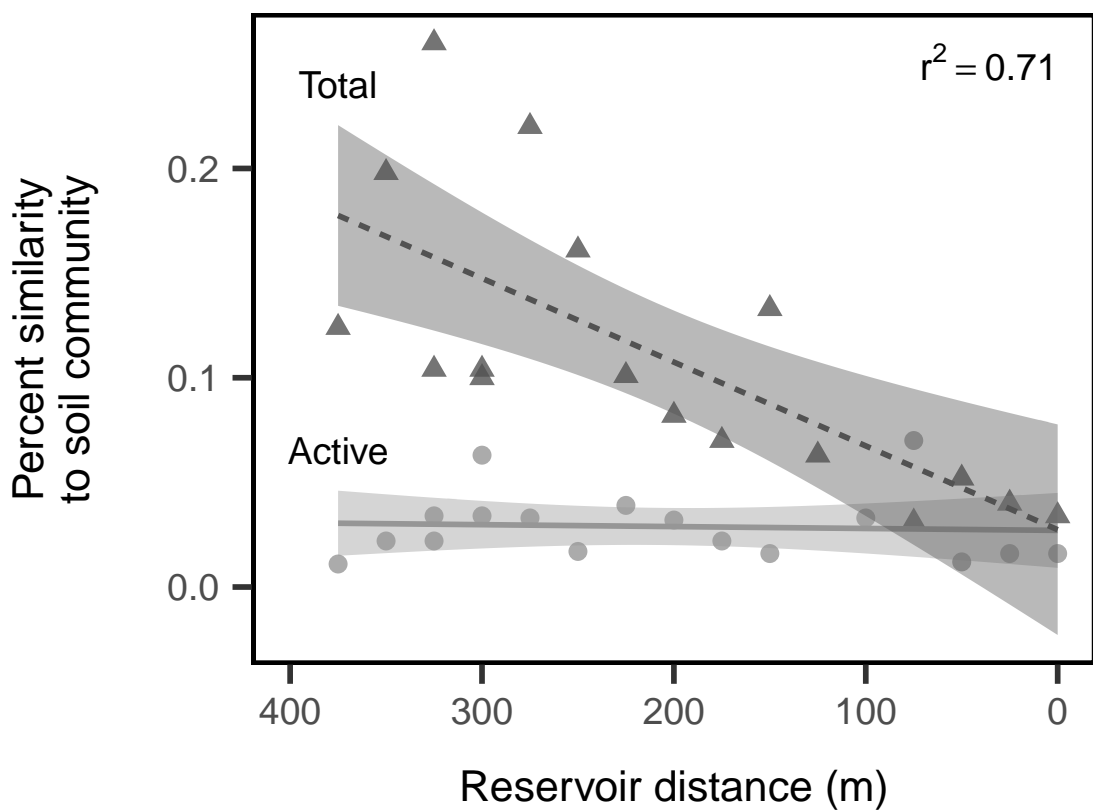 r² = 0.71
Total
Active
Percent similarity
to soil community
0.2
0.1
0.0
400 300 200 100 0
Reservoir distance (m)